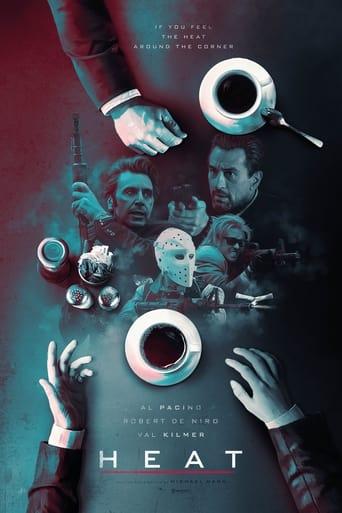 IF YOU FEEL
THE HEAT
AROUND THE CORNER
AL PACINO
ROBERT DE NIRO
VAL KILMER
HEAT
MICHAEL MANN